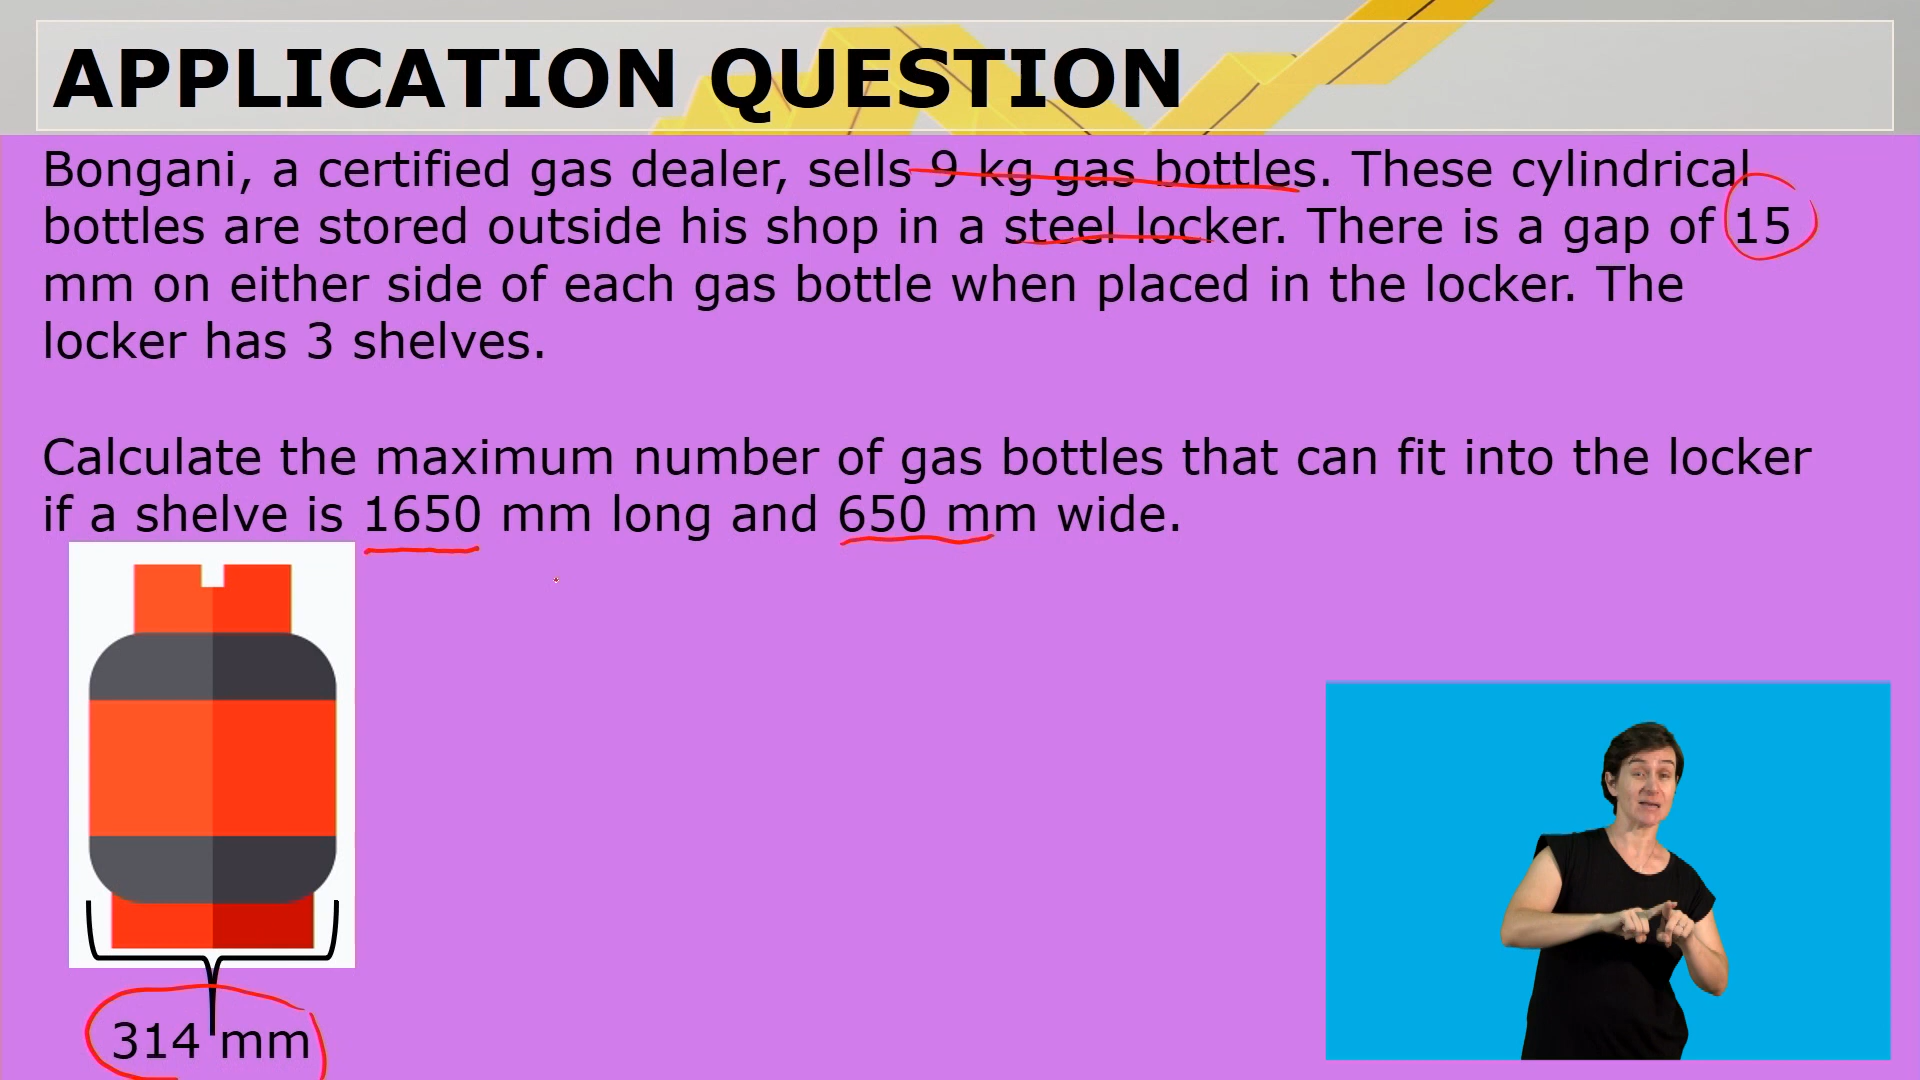 APPLICATION QUESTION
Bongani, a certified gas dealer, sells 9 kg gas bottles. These cylindrical
bottles are stored outside his shop in a steel locker. There is a gap of 15
mm on either side of each gas bottle when placed in the locker. The
locker has 3 shelves.
Calculate the maximum number of gas bottles that can fit into the locker
if a shelve is 1650 mm long and 650 mm wide.
314 mm